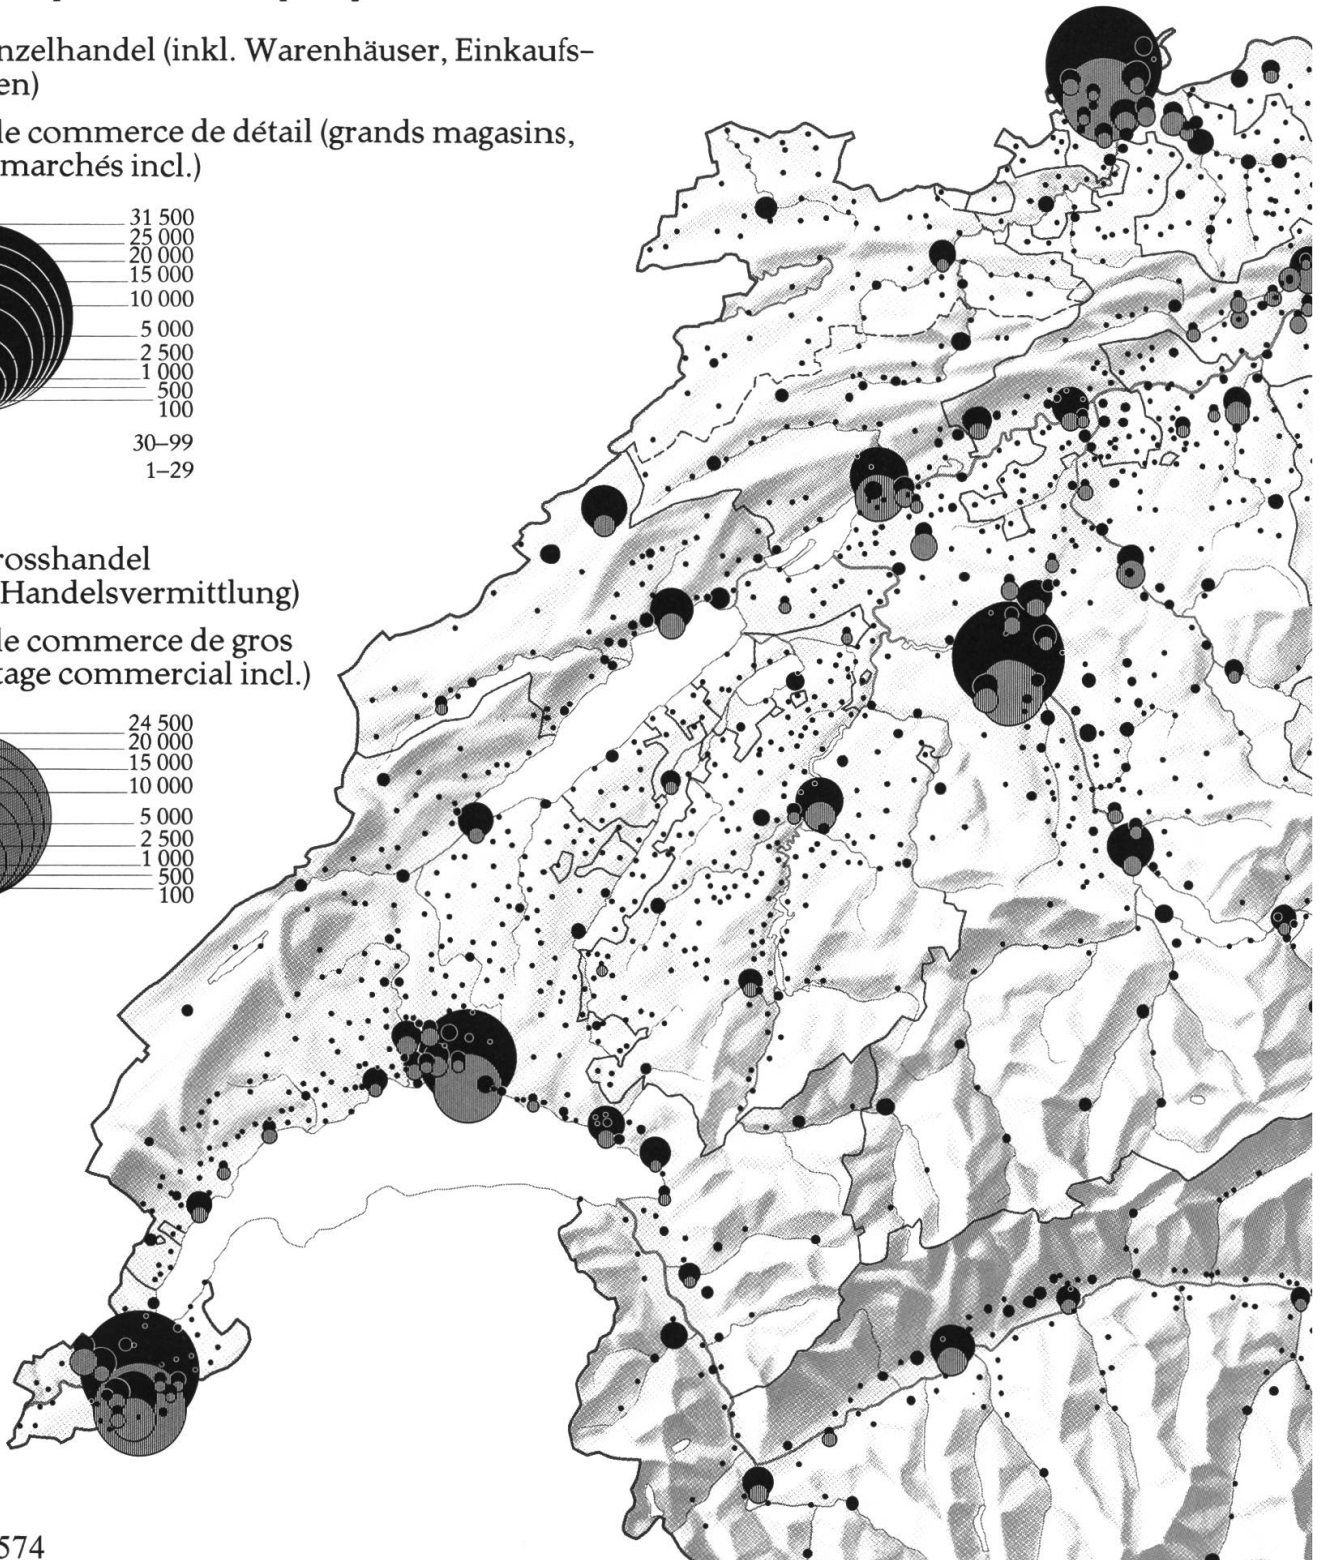 nzelhandel (inkl. Warenhäuser, Einkaufs–
en)
le commerce de détail (grands magasins,
marchés incl.)
31 500
25 000
20 000
15 000
10 000
5 000
2 500
1 000
500
100
30–99
1–29
rosshandel
Handelsvermittlung)
le commerce de gros
tage commercial incl.)
24 500
20 000
15 000
10 000
5 000
2 500
1 000
500
100
574